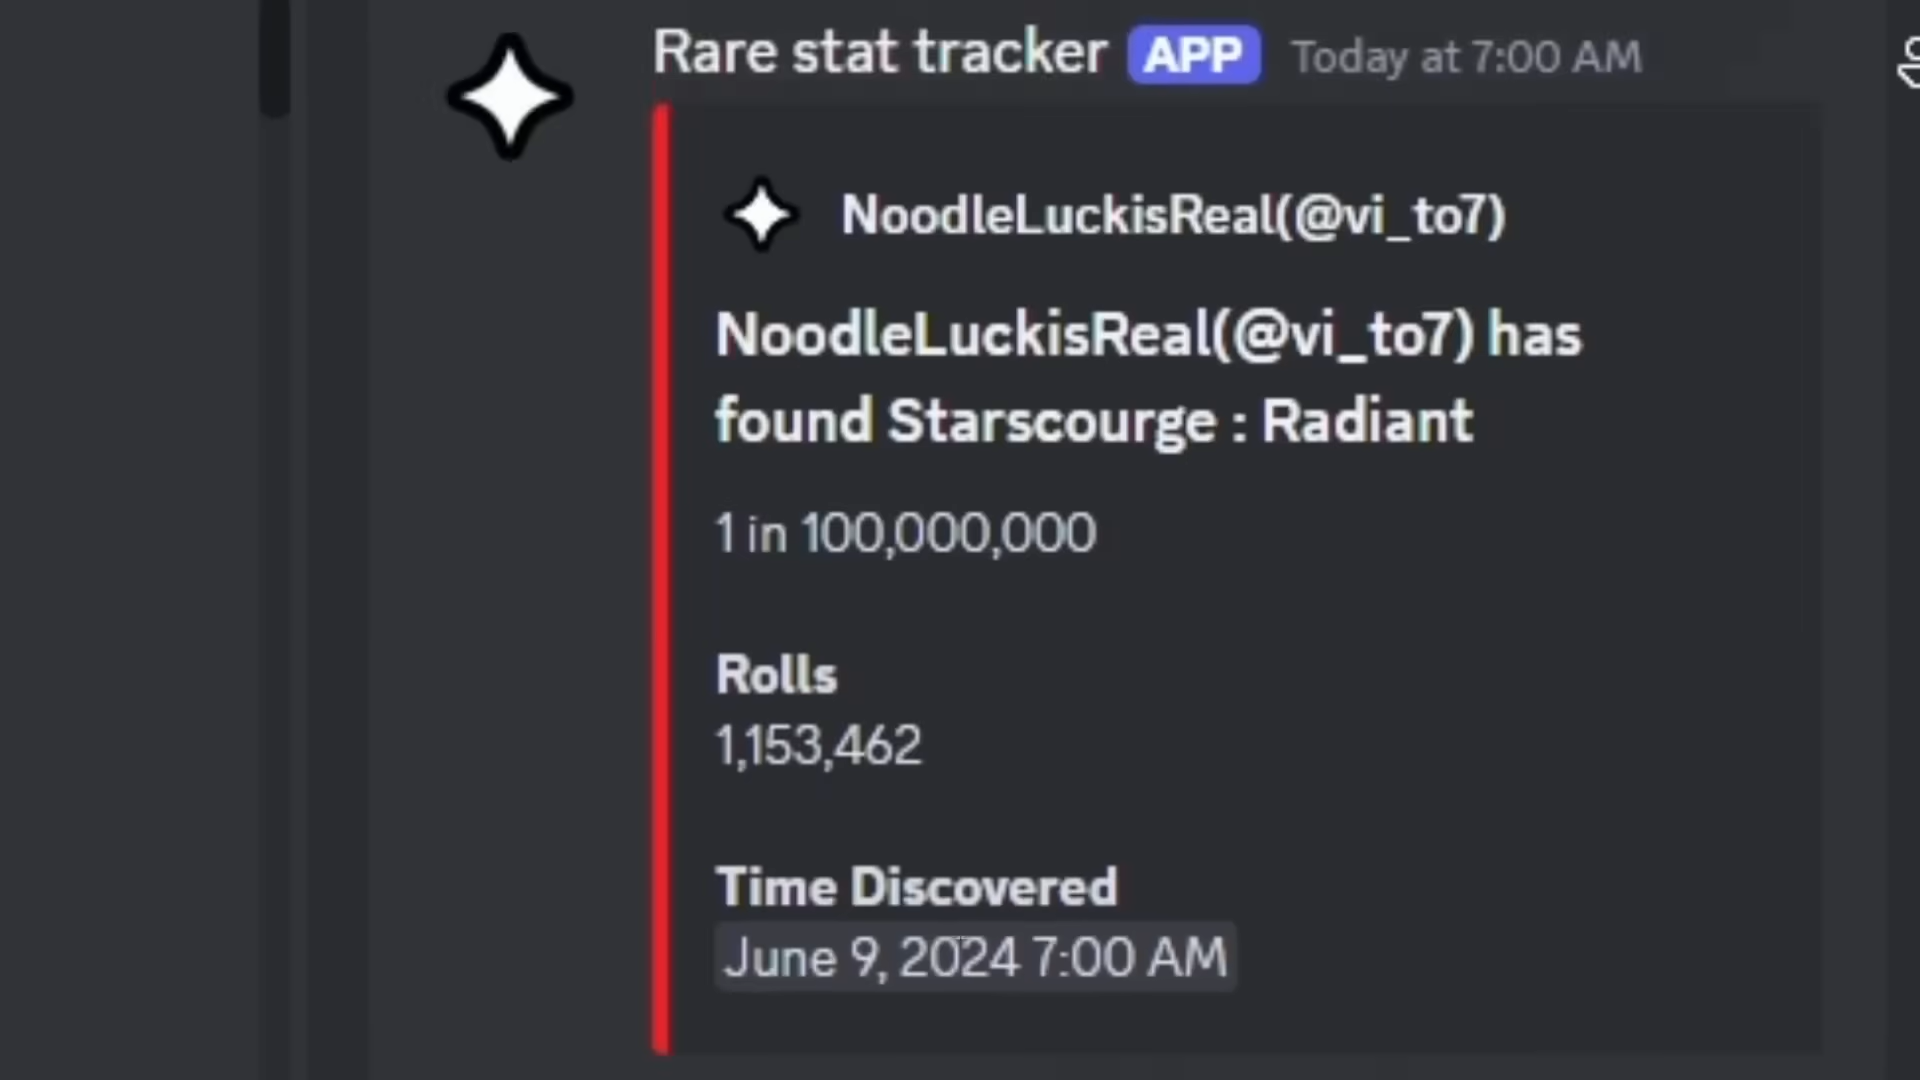 Rare stat tracker APP Today at 7:00 AM
NoodleLuckisReal(@vi_to7)
NoodleLuckisReal(@vi_to7) has
found Starscourge : Radiant
1 in 100,000,000
Rolls
1,153,462
Time Discovered
June 9, 2024 7:00 AM